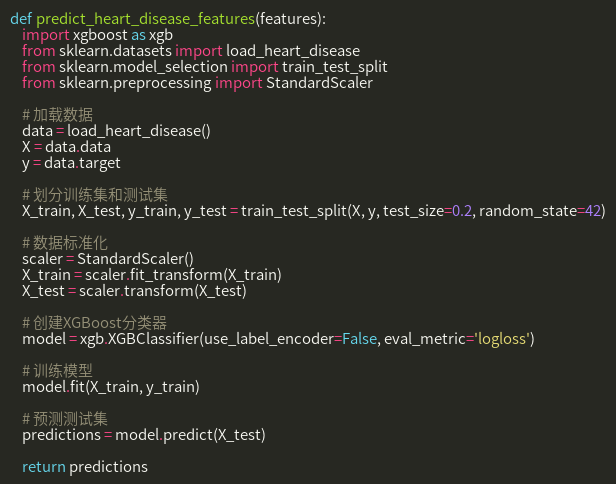 def predict_heart_disease_features(features):
    import xgboost as xgb
    from sklearn.datasets import load_heart_disease
    from sklearn.model_selection import train_test_split
    from sklearn.preprocessing import StandardScaler

    # 加载数据
    data = load_heart_disease()
    X = data.data
    y = data.target

    # 划分训练集和测试集
    X_train, X_test, y_train, y_test = train_test_split(X, y, test_size=0.2, random_state=42)

    # 数据标准化
    scaler = StandardScaler()
    X_train = scaler.fit_transform(X_train)
    X_test = scaler.transform(X_test)

    # 创建XGBoost分类器
    model = xgb.XGBClassifier(use_label_encoder=False, eval_metric='logloss')

    # 训练模型
    model.fit(X_train, y_train)

    # 预测测试集
    predictions = model.predict(X_test)

    return predictions